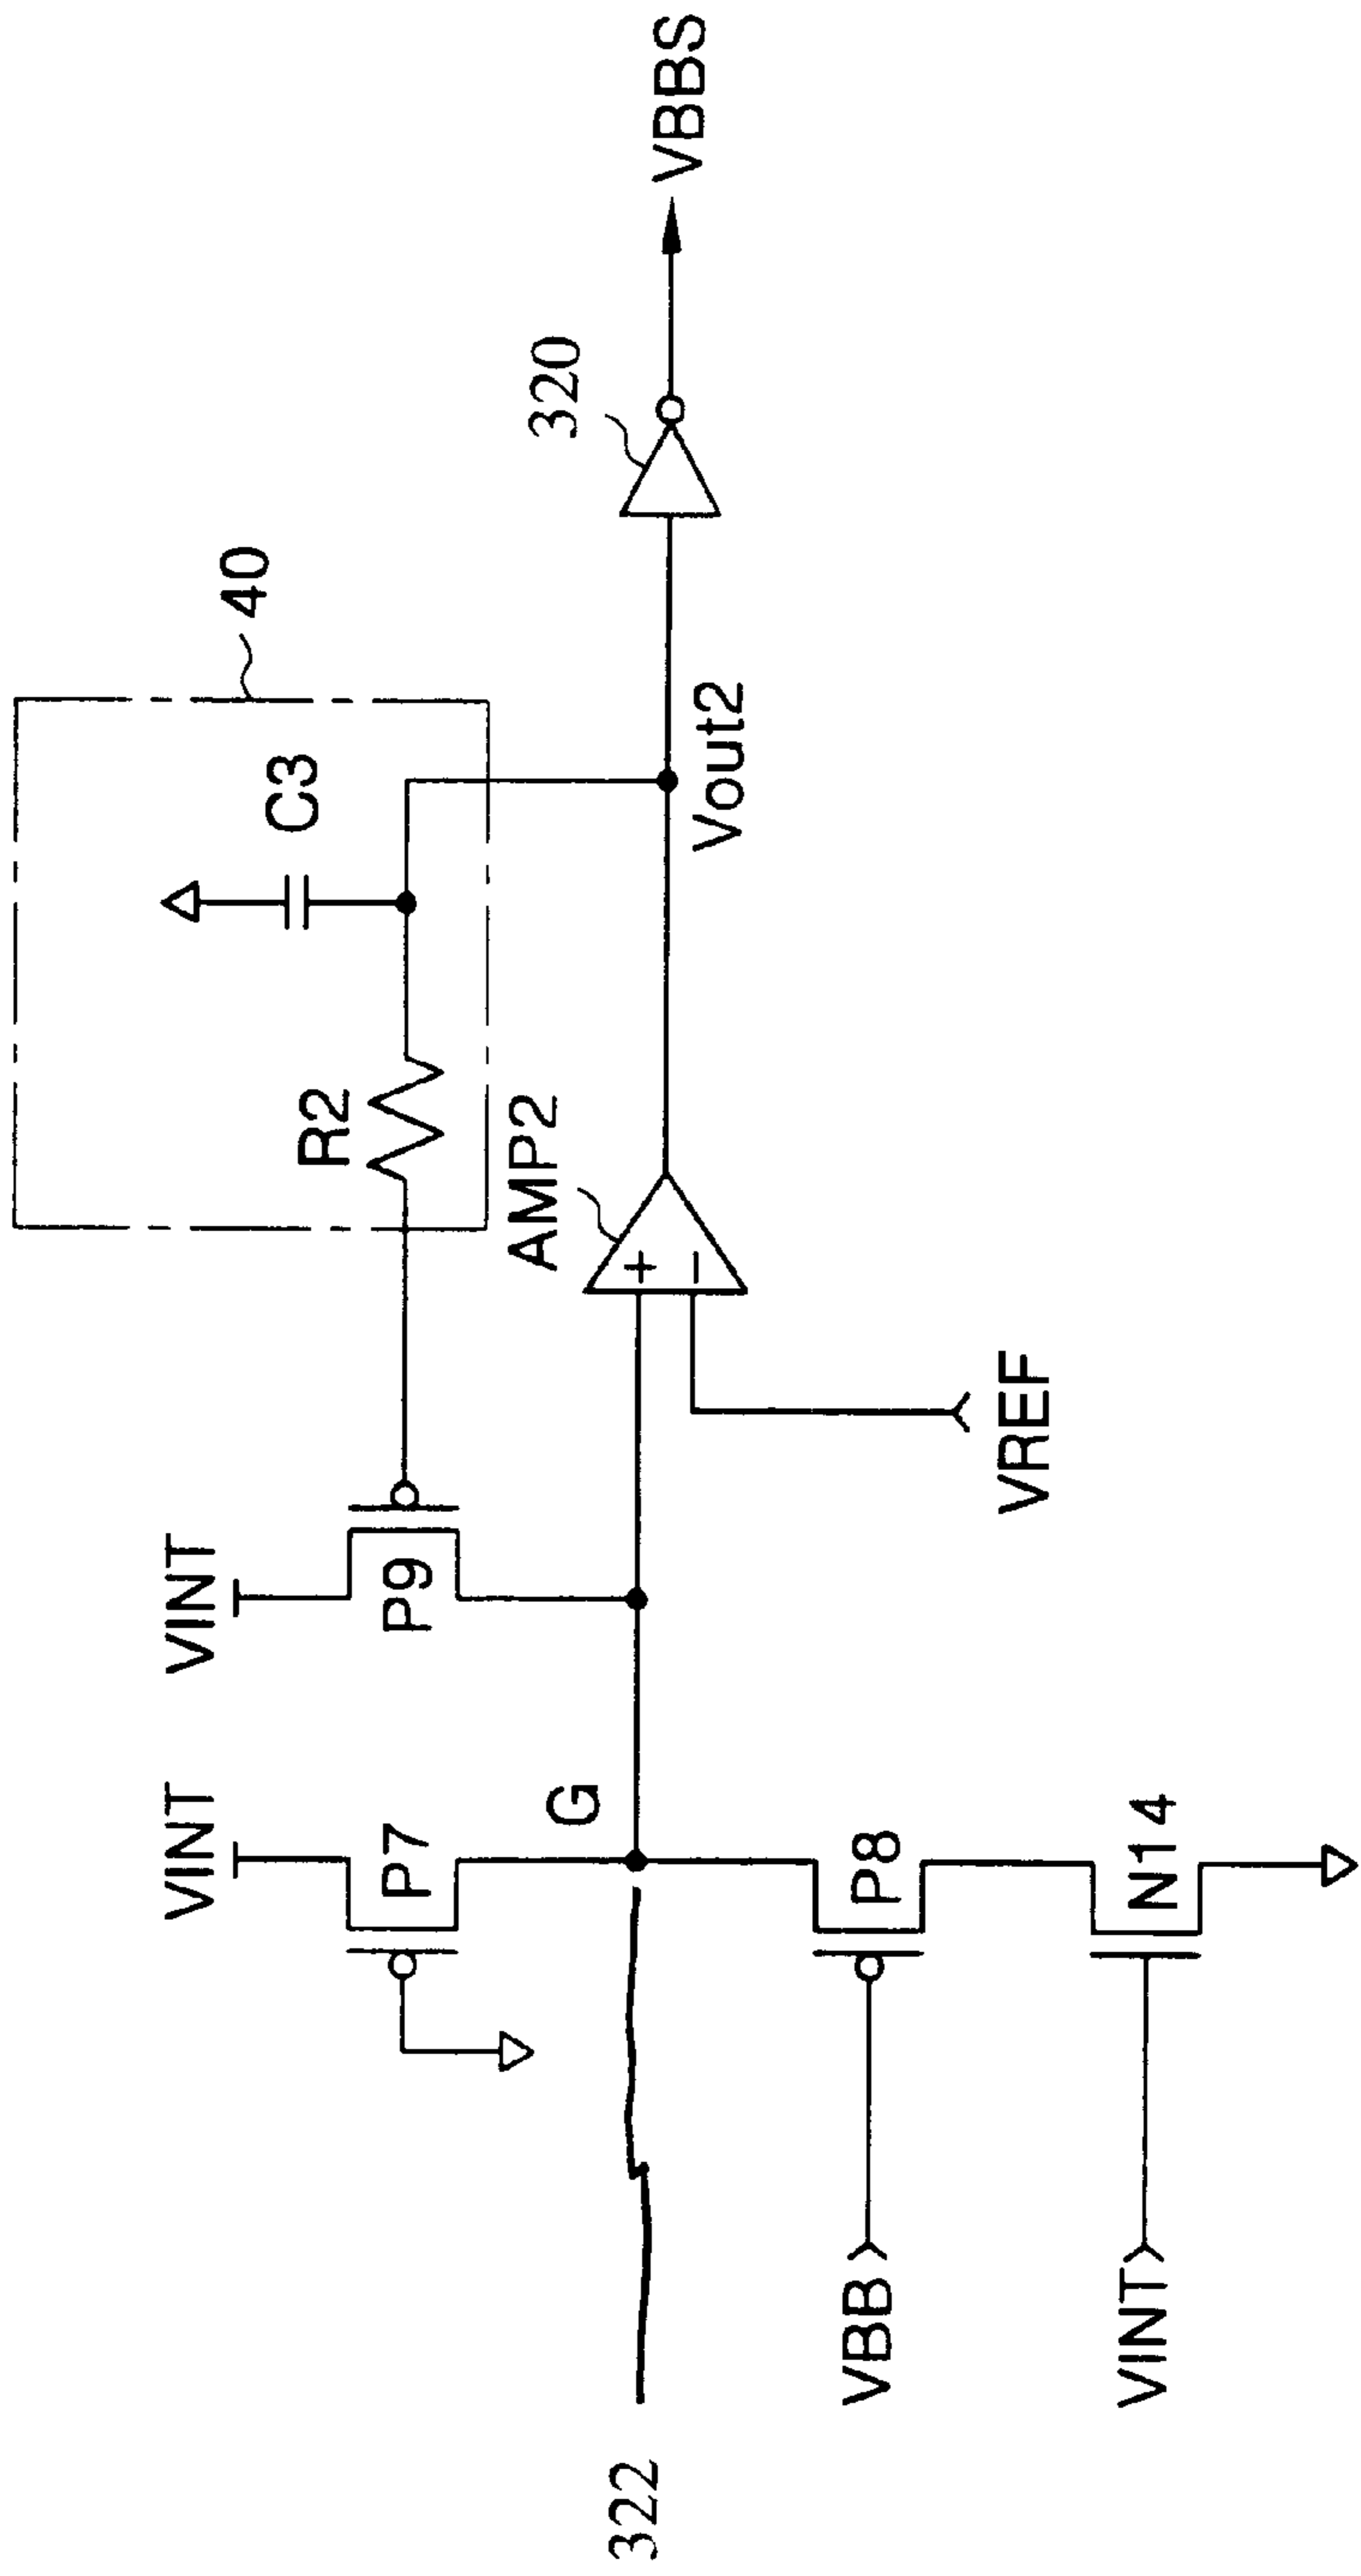 40
C3
R2
VINT
VINT
P9
P7
AMP2
320
VBBS
G
+
−
Vout2
322
VREF
P8
VBB
N14
VINT